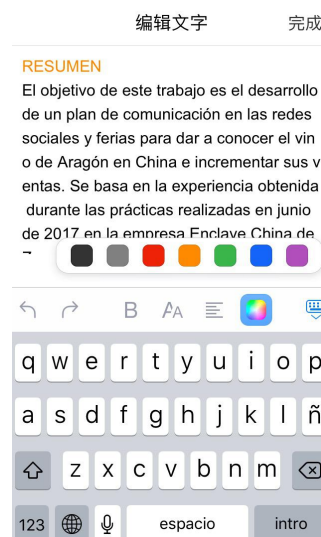 编辑文字
完成
RESUMEN
El objetivo de este trabajo es el desarrollo
de un plan de comunicación en las redes
sociales y ferias para dar a conocer el vin
o de Aragón en China e incrementar sus v
entas. Se basa en la experiencia obtenida
durante las prácticas realizadas en junio
de 2017 en la empresa Enclave China de
B
AA
q w e r t y u i o p
a s d f g h j k l ñ
z x c v b n m
123 espacio intro